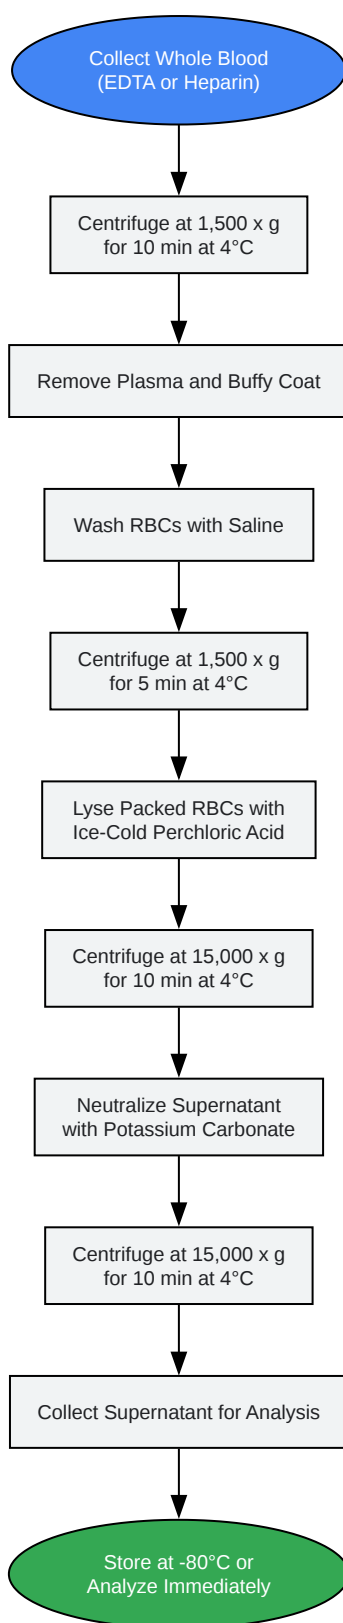 Collect Whole Blood
(EDTA or Heparin)
Centrifuge at 1,500 x g
for 10 min at 4°C
Remove Plasma and Buffy Coat
Wash RBCs with Saline
Centrifuge at 1,500 x g
for 5 min at 4°C
Lyse Packed RBCs with
Ice-Cold Perchloric Acid
Centrifuge at 15,000 x g
for 10 min at 4°C
Neutralize Supernatant
with Potassium Carbonate
Centrifuge at 15,000 x g
for 10 min at 4°C
Collect Supernatant for Analysis
Store at -80°C or
Analyze Immediately